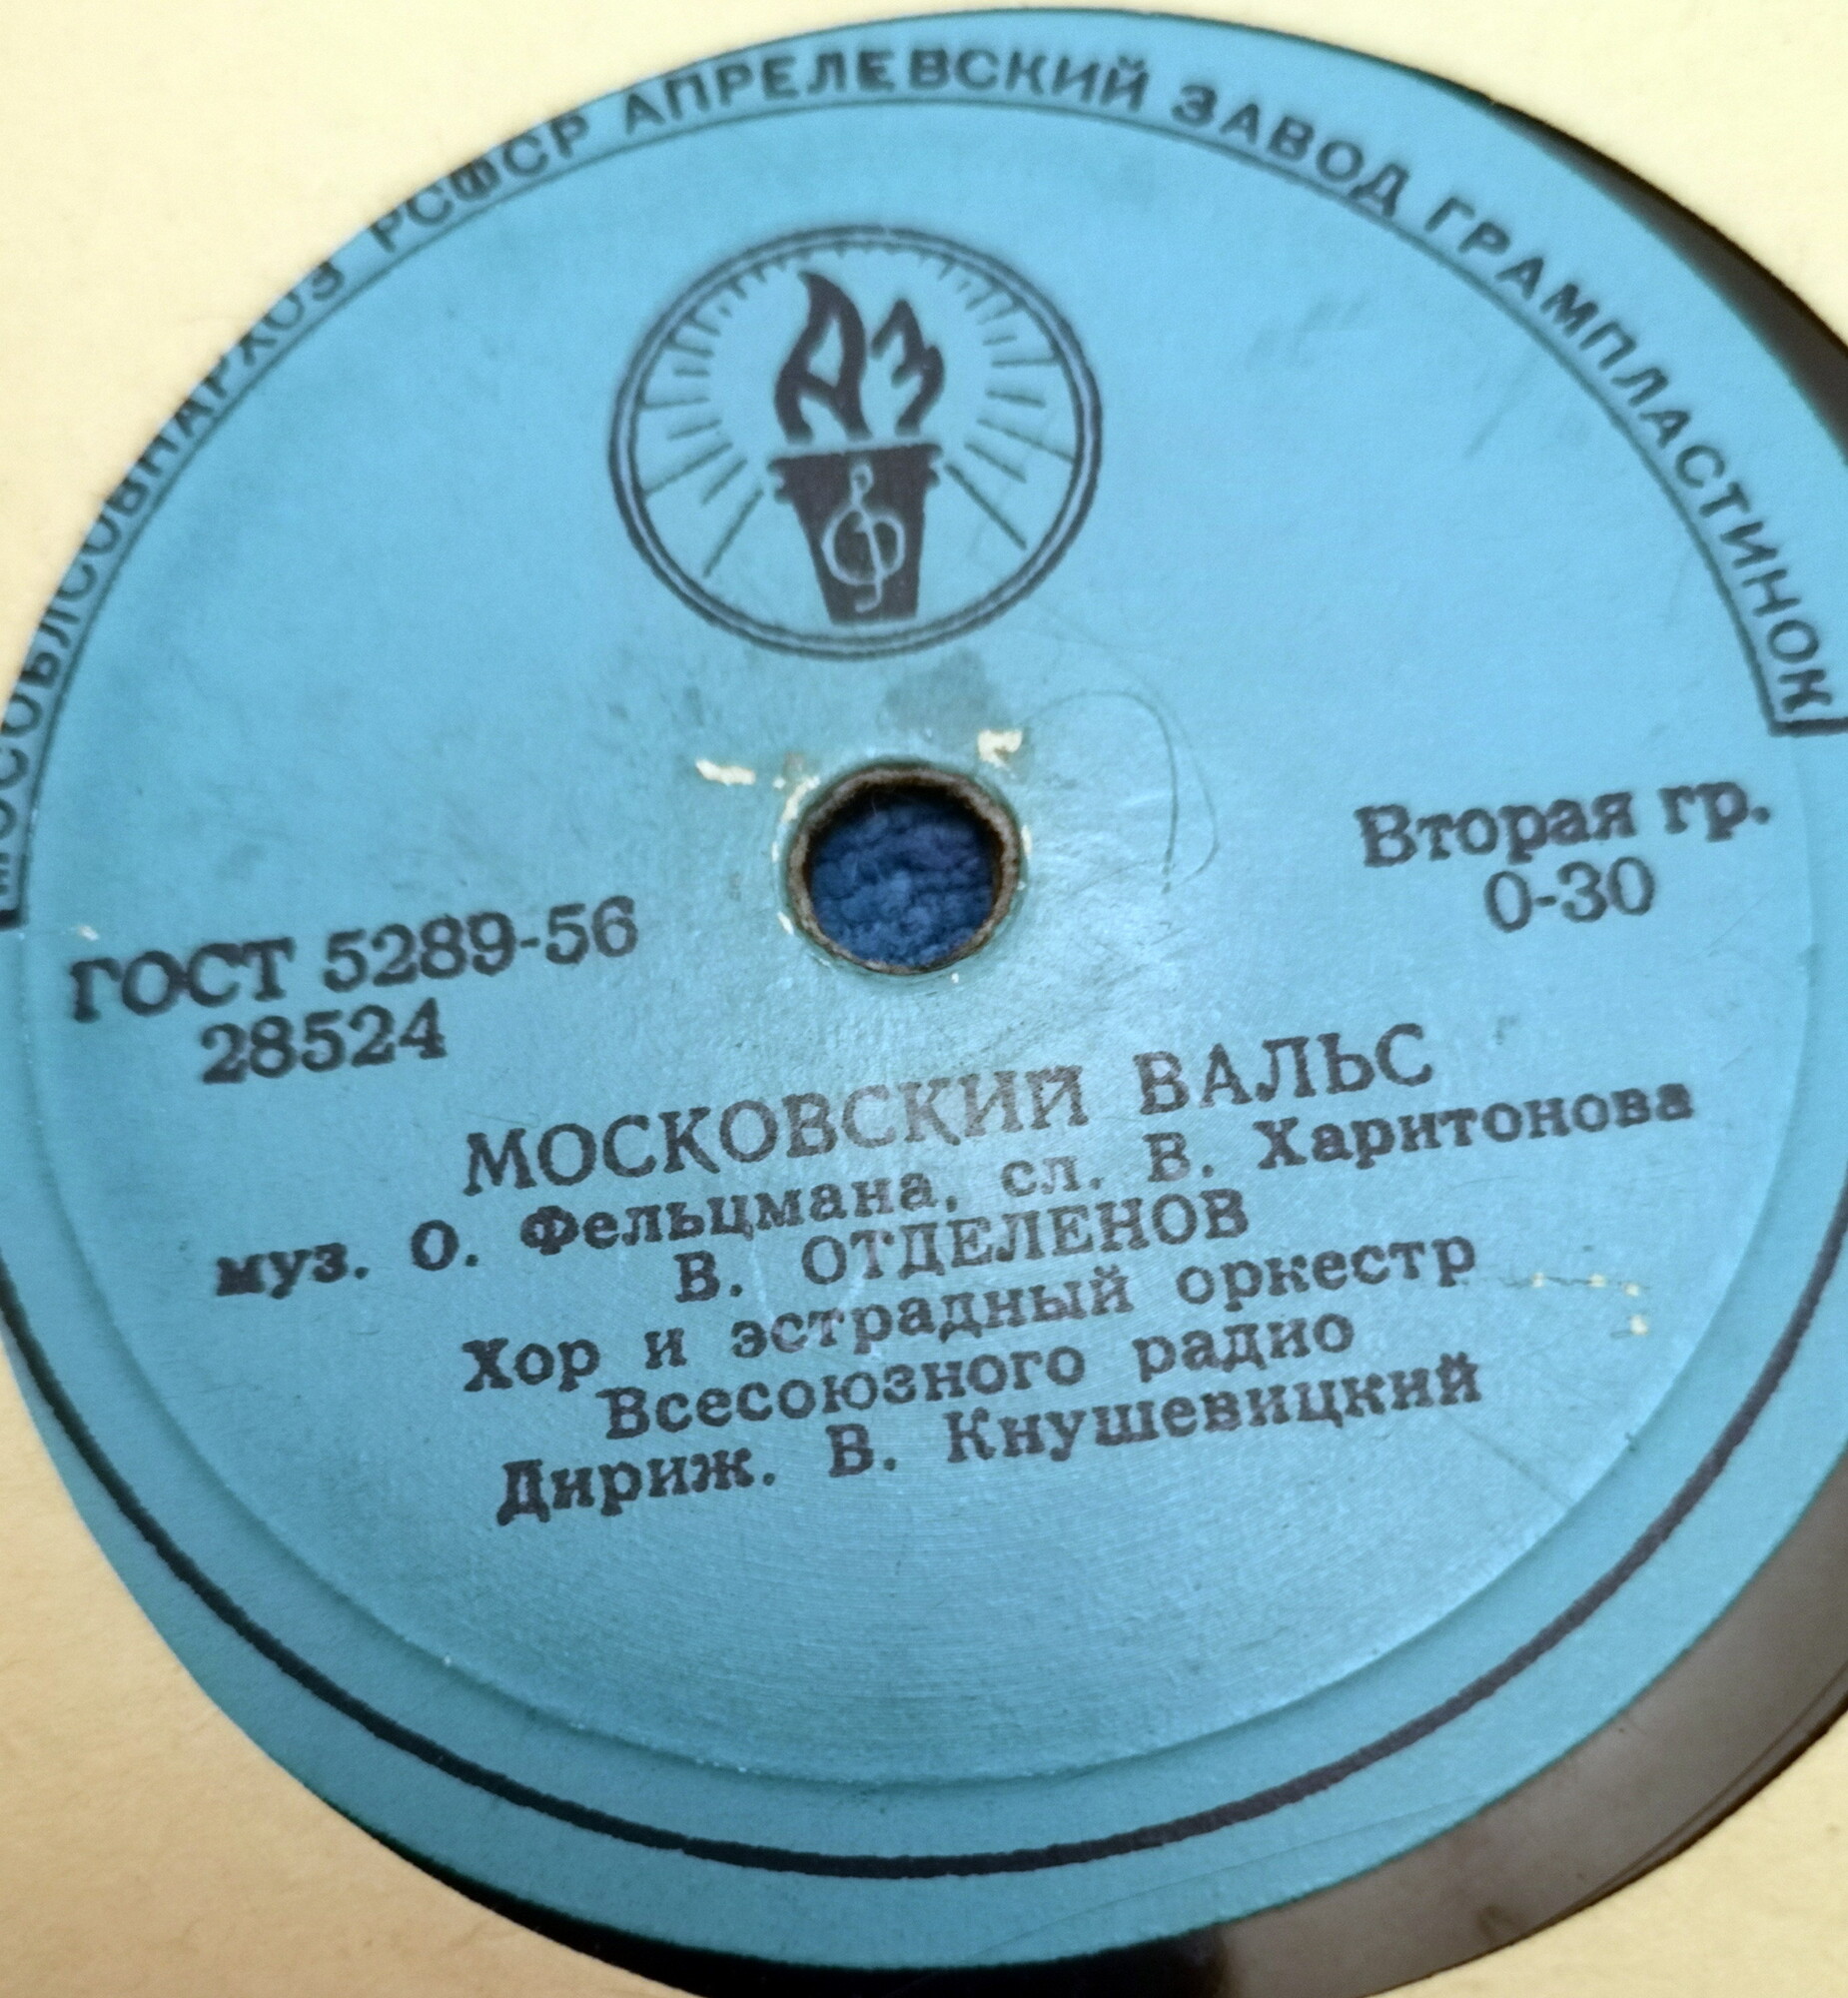 МОСОБЛСОВНАРХОЗ РСФСР АПРЕЛЕВСКИЙ ЗАВОД ГРАМПЛАСТИНОК
АЗ
Вторая гр.
0-30
ГОСТ 5289-56
28524
МОСКОВСКИЙ ВАЛЬС
муз. О. Фельцмана, сл. В. Харитонова
В. ОТДЕЛЕНОВ
Хор и эстрадный оркестр
Всесоюзного радио
Дириж. В. Кнушевицкий